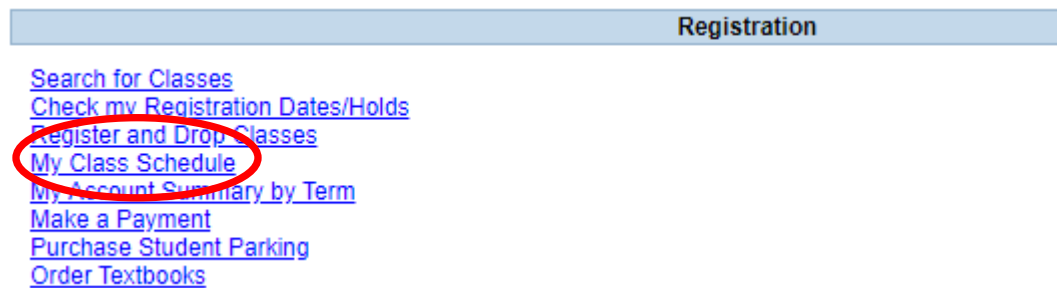 Registration
Search for Classes
Check my Registration Dates/Holds
Register and Drop Classes
My Class Schedule
My Account Summary by Term
Make a Payment
Purchase Student Parking
Order Textbooks